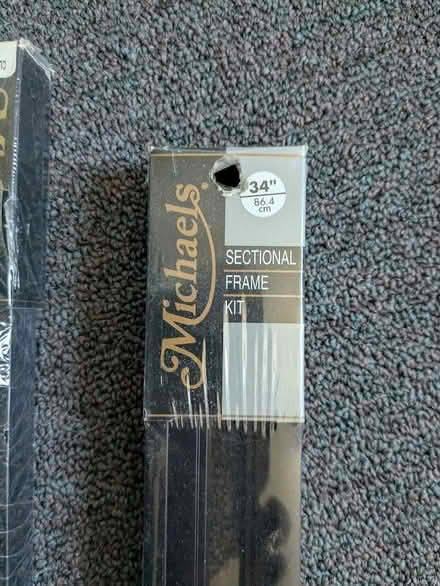 Michaels®
34"
86.4
cm
SECTIONAL
FRAME
KIT